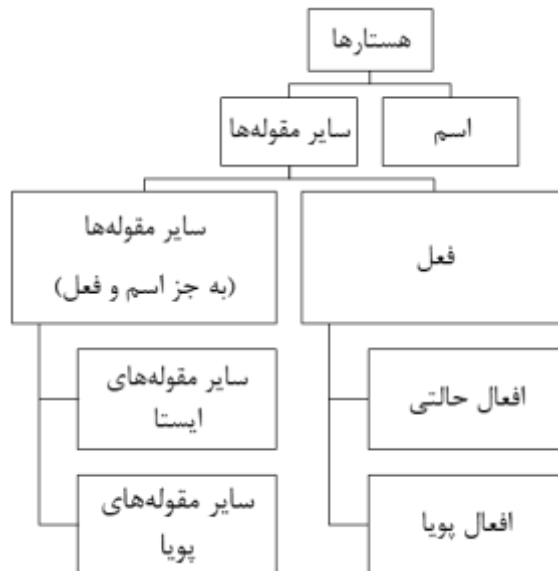 هستارها
اسم
سایر مقوله‌ها
فعل
سایر مقوله‌ها
(به جز اسم و فعل)
افعال حالتی
افعال پویا
سایر مقوله‌های
ایستا
سایر مقوله‌های
پویا